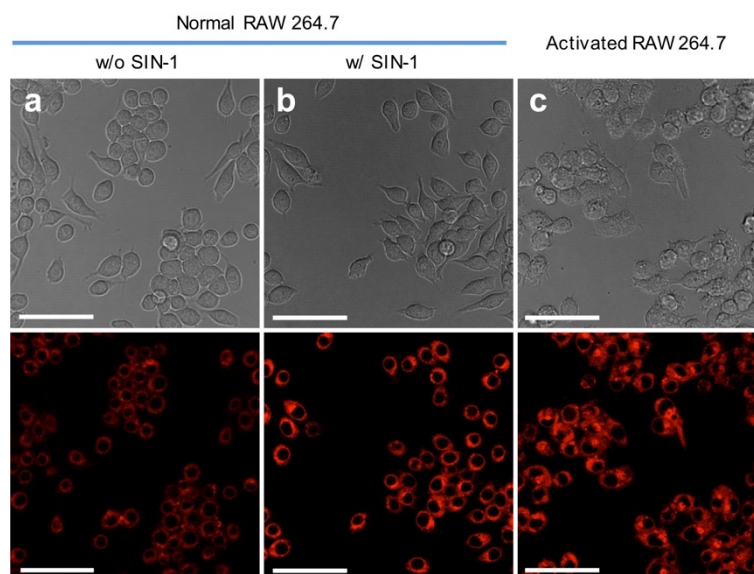 Normal RAW 264.7
Activated RAW 264.7
w/o SIN-1
w/ SIN-1
a
b
c